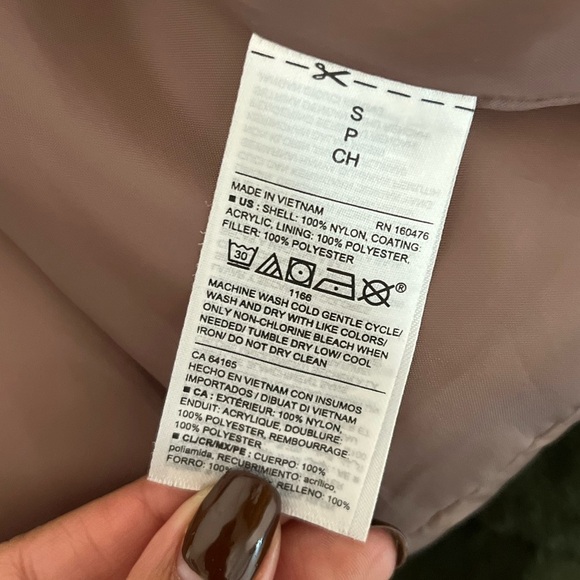 S
P
CH
MADE IN VIETNAM
RN 160476
■ US : SHELL: 100% NYLON, COATING:
ACRYLIC, LINING: 100% POLYESTER,
FILLER: 100% POLYESTER
30
®
1166
MACHINE WASH COLD GENTLE CYCLE/
WASH AND DRY WITH LIKE COLORS/
ONLY NON-CHLORINE BLEACH WHEN
NEEDED/ TUMBLE DRY LOW/ COOL
IRON/ DO NOT DRY CLEAN
CA 64165
HECHO EN VIETNAM CON INSUMOS
IMPORTADOS / DIBUAT DI VIETNAM
■ CA : EXTÉRIEUR: 100% NYLON,
ENDUIT: ACRYLIQUE, DOUBLURE:
100% POLYESTER, REMBOURRAGE:
100% POLYESTER
■ CL/CR/MX/PE : CUERPO: 100%
poliamida, RECUBRIMIENTO: acrílico,
FORRO: 100% RELLENO: 100%